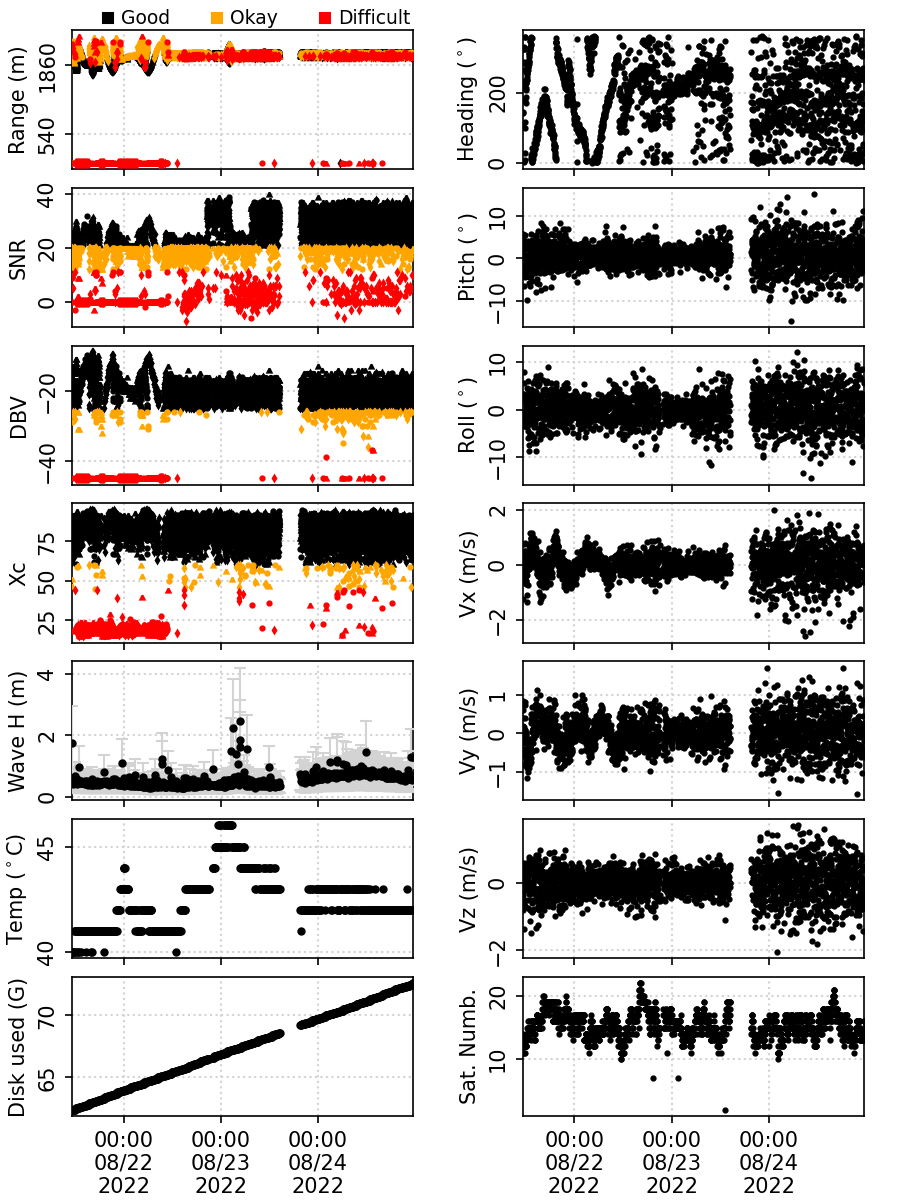 Good Okay Difficult
Range (m)
1860
540
Heading (°)
200
0
SNR
40
20
0
Pitch (°)
10
0
−10
DBV
−20
−40
Roll (°)
10
0
−10
Xc
75
50
25
Vx (m/s)
2
0
−2
Wave H (m)
4
2
0
Vy (m/s)
1
0
−1
Temp (°C)
45
40
Vz (m/s)
0
−2
Disk used (G)
70
65
Sat. Numb.
20
10
00:00 00:00 00:00
08/22 08/23 08/24
2022 2022 2022
00:00 00:00 00:00
08/22 08/23 08/24
2022 2022 2022